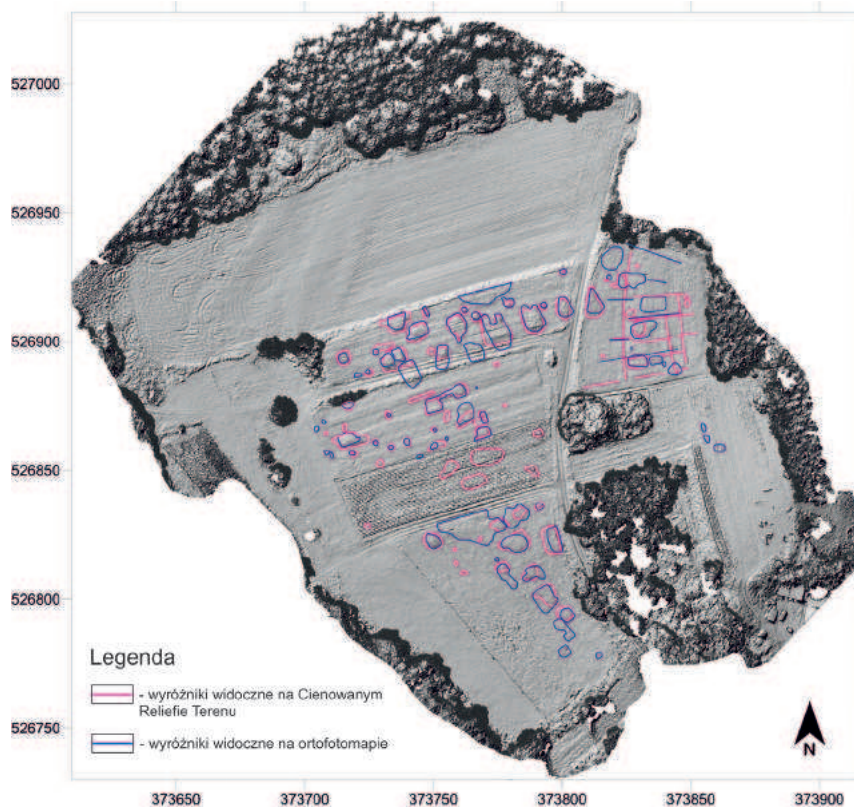 527000
526950
526900
526850
526800
526750
Legenda
- wyróżniki widoczne na Cienowanym
Reliefie Terenu
- wyróżniki widoczne na ortofotomapie
N
373650 373700 373750 373800 373850 373900